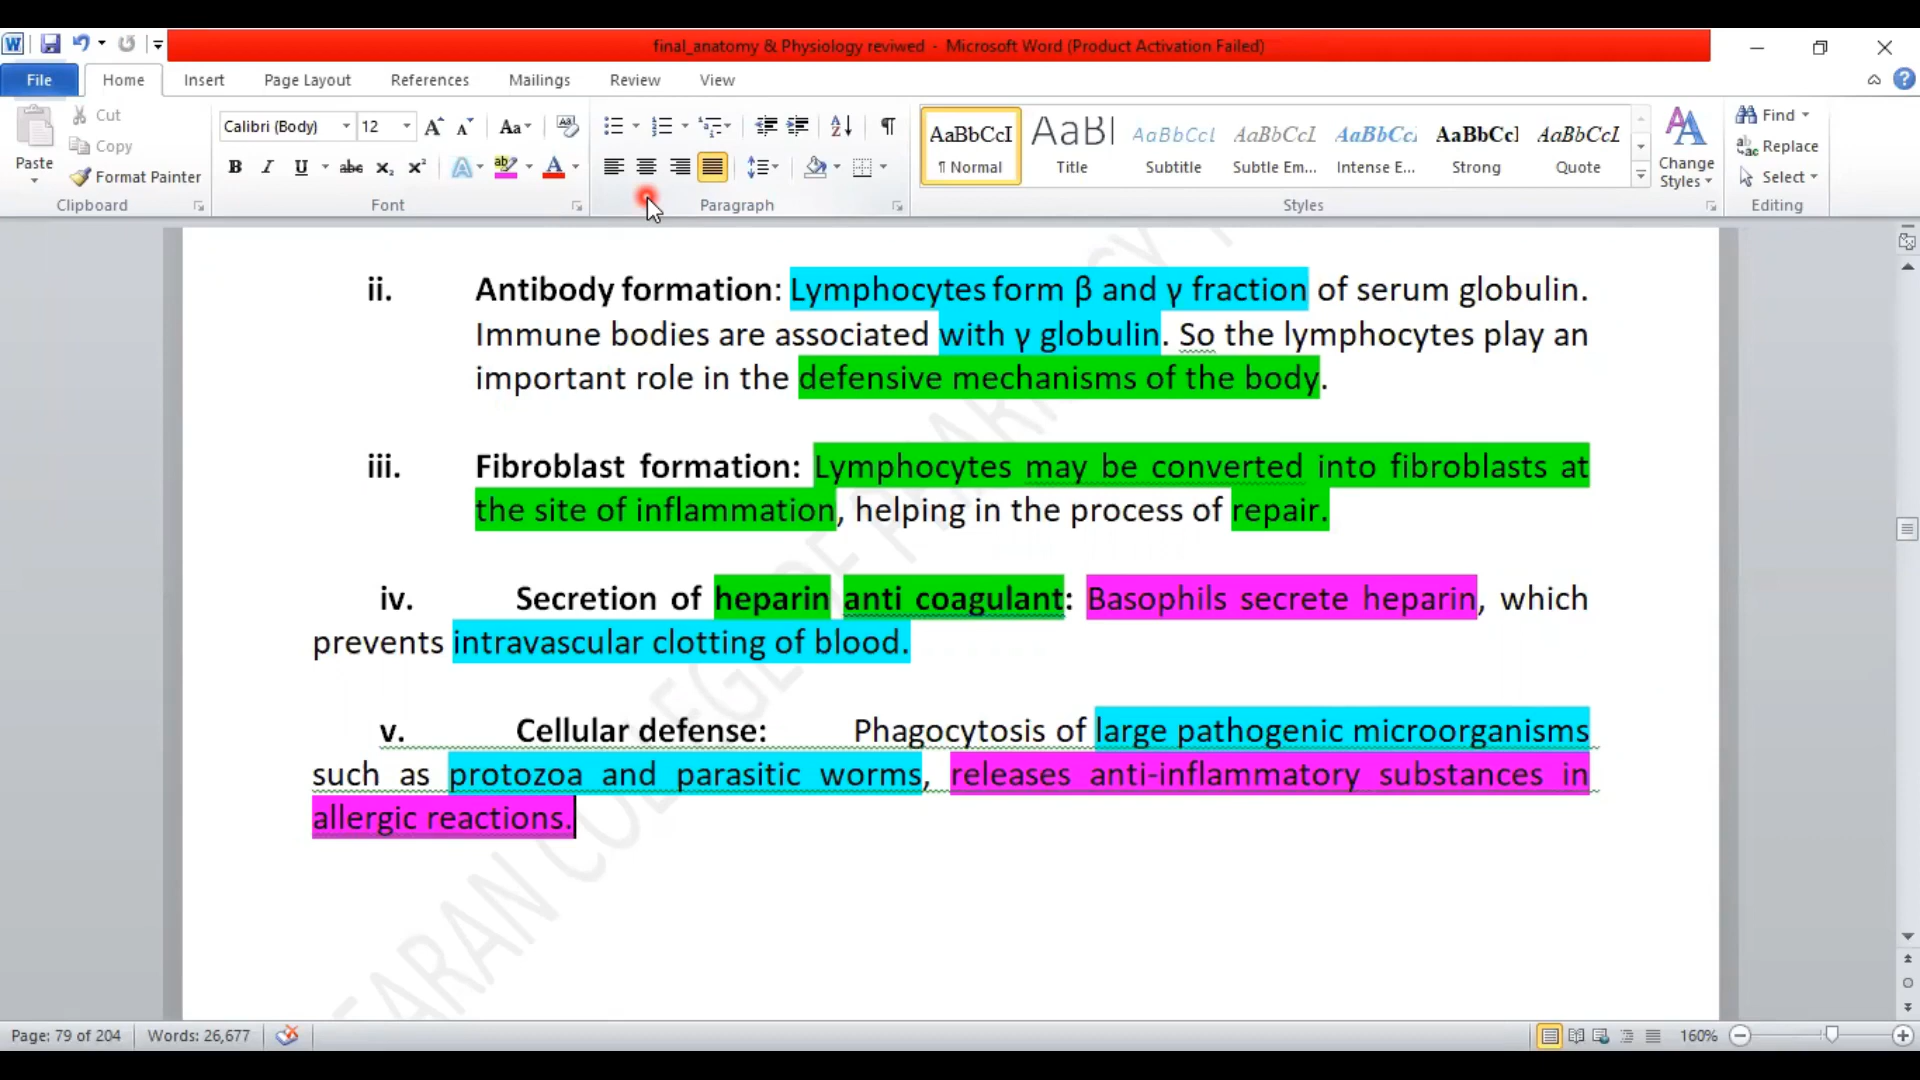 final_anatomy & Physiology reviwed - Microsoft Word (Product Activation Failed)
File Home Insert Page Layout References Mailings Review View
Cut
Copy
Paste
Format Painter
Clipboard
Calibri (Body) 12
Font
Paragraph
AaBbCcI AaBl AaBbCcL AaBbCcL AaBbCcI AaBbCcl AaBbCcL
¶ Normal Title Subtitle Subtle Em... Intense E... Strong Quote
Change Styles
Styles
Find
Replace
Select
Editing
ii. Antibody formation: Lymphocytes form β and γ fraction of serum globulin.
Immune bodies are associated with γ globulin. So the lymphocytes play an
important role in the defensive mechanisms of the body.
iii. Fibroblast formation: Lymphocytes may be converted into fibroblasts at
the site of inflammation, helping in the process of repair.
iv. Secretion of heparin anti coagulant: Basophils secrete heparin, which
prevents intravascular clotting of blood.
v. Cellular defense: Phagocytosis of large pathogenic microorganisms
such as protozoa and parasitic worms, releases anti-inflammatory substances in
allergic reactions.
FARAN COLLEGE OF PHARMACY
Page: 79 of 204 Words: 26,677 160%